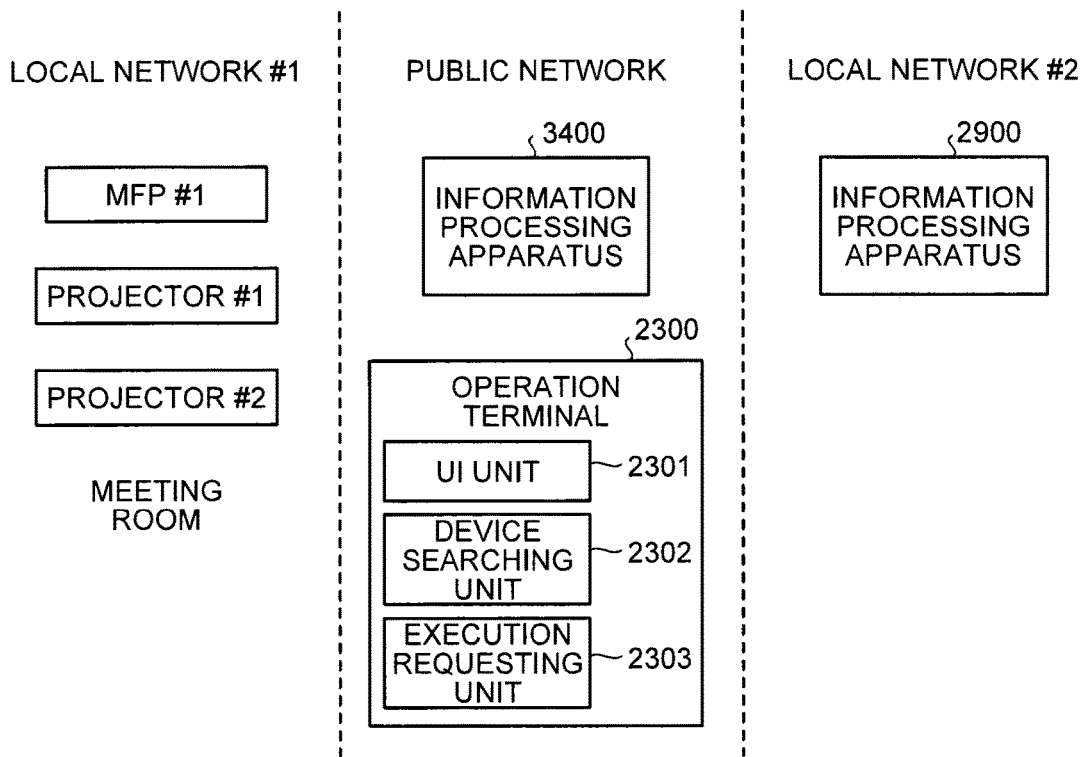 LOCAL NETWORK #1
MFP #1
PROJECTOR #1
PROJECTOR #2
MEETING
ROOM
PUBLIC NETWORK
3400
INFORMATION
PROCESSING
APPARATUS
2300
OPERATION
TERMINAL
UI UNIT
2301
DEVICE
SEARCHING
UNIT
2302
EXECUTION
REQUESTING
UNIT
2303
LOCAL NETWORK #2
2900
INFORMATION
PROCESSING
APPARATUS